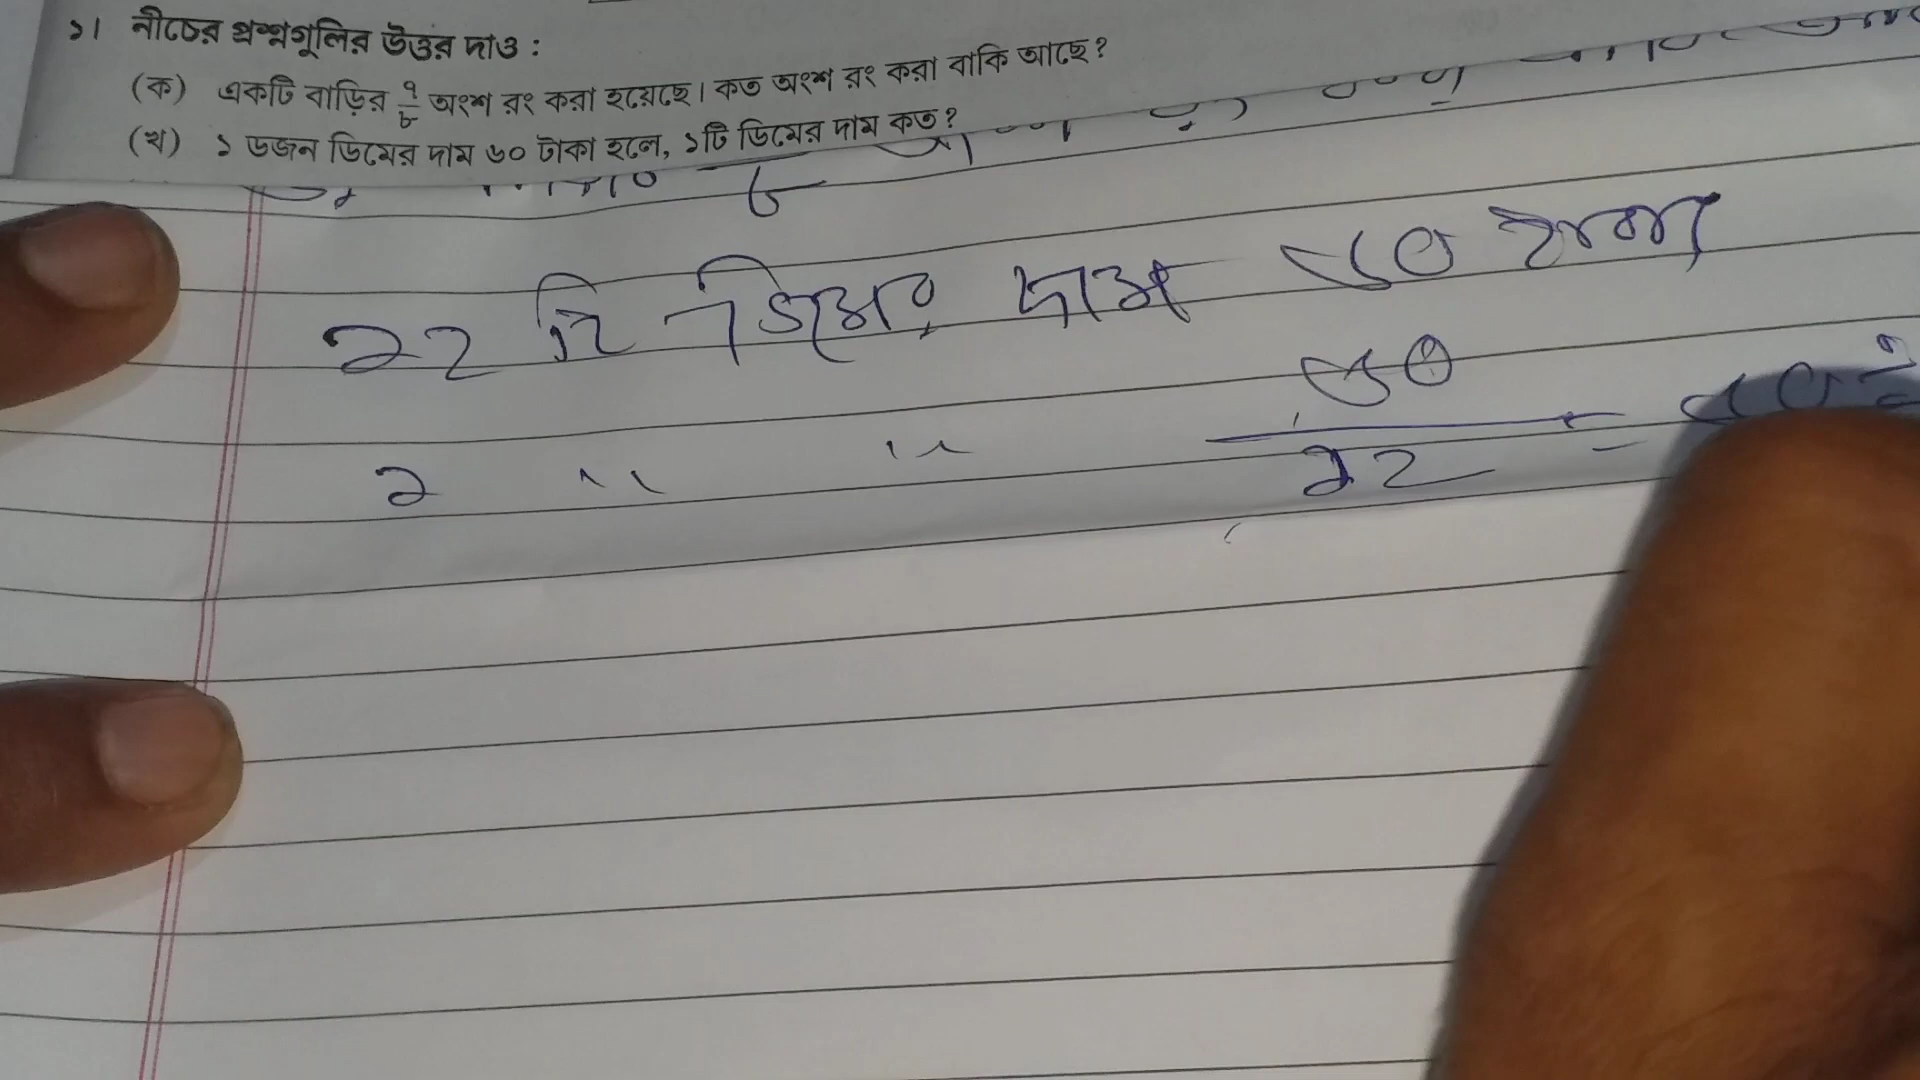 ১। নীচের প্রশ্নগুলির উত্তর দাও :
(ক) একটি বাড়ির ৭/৮ অংশ রং করা হয়েছে। কত অংশ রং করা বাকি আছে?
(খ) ১ ডজন ডিমের দাম ৬০ টাকা হলে, ১টি ডিমের দাম কত?
১২ টি ডিমের দাম ৬০ টাকা
১ " " ৬০/১২ =